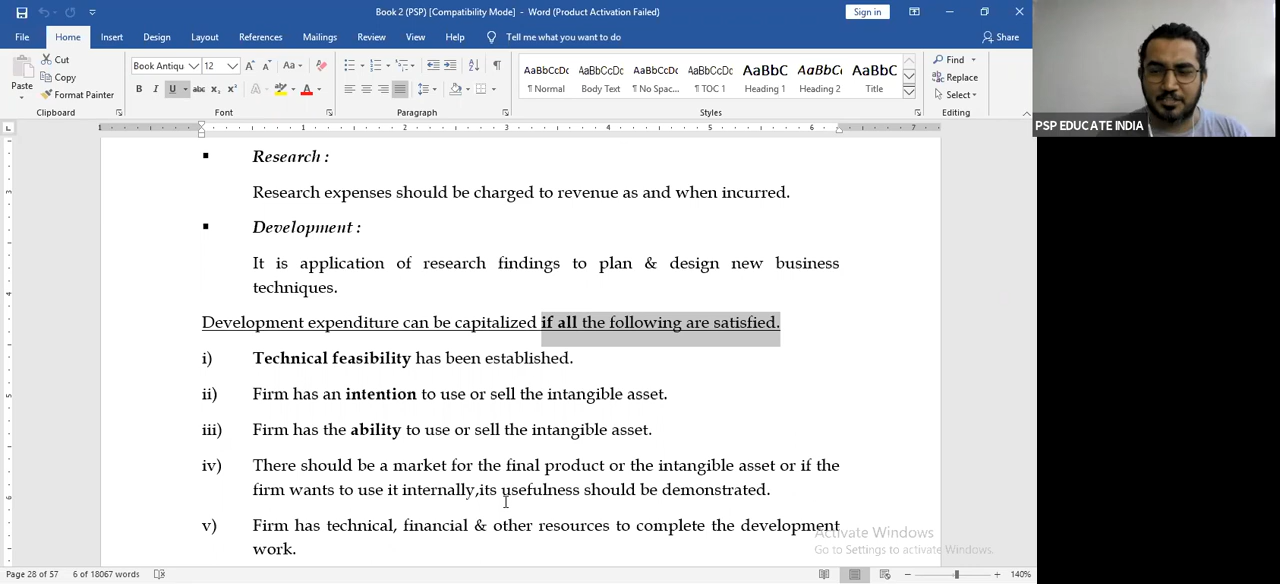 Book 2 (PSP) [Compatibility Mode] - Word (Product Activation Failed)
Sign in
File Home Insert Design Layout References Mailings Review View Help Tell me what you want to do Share
Paste
Cut
Copy
Format Painter
Clipboard
Book Antiqu 12
Font
Paragraph
AaBbCcDc AaBbCcDc AaBbCcDc AaBbCcDc AaBbC AaBbC AaBbC
¶ Normal Body Text ¶ No Spac... ¶ TOC 1 Heading 1 Heading 2 Title
Styles
Find
Replace
Select
Editing
PSP EDUCATE INDIA
1 1 2 3 4 5 6 7
▪ Research :
Research expenses should be charged to revenue as and when incurred.
▪ Development :
It is application of research findings to plan & design new business
techniques.
Development expenditure can be capitalized if all the following are satisfied.
i) Technical feasibility has been established.
ii) Firm has an intention to use or sell the intangible asset.
iii) Firm has the ability to use or sell the intangible asset.
iv) There should be a market for the final product or the intangible asset or if the
firm wants to use it internally,its usefulness should be demonstrated.
v) Firm has technical, financial & other resources to complete the development
work.
Activate Windows
Go to Settings to activate Windows.
Page 28 of 57 6 of 18067 words 140%